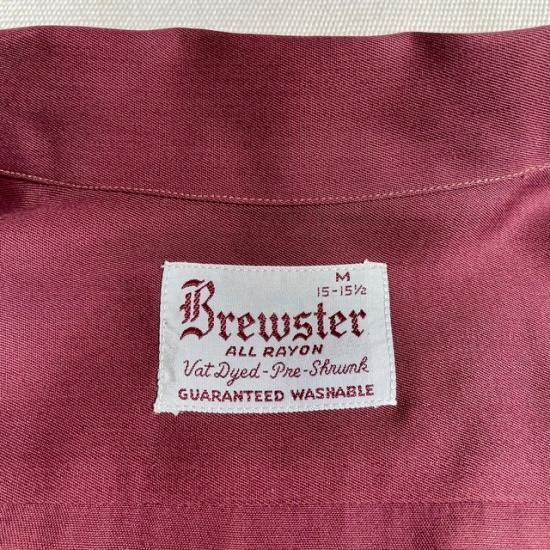 M
15-15½
Brewster
ALL RAYON
Vat Dyed-Pre-Shrunk
GUARANTEED WASHABLE